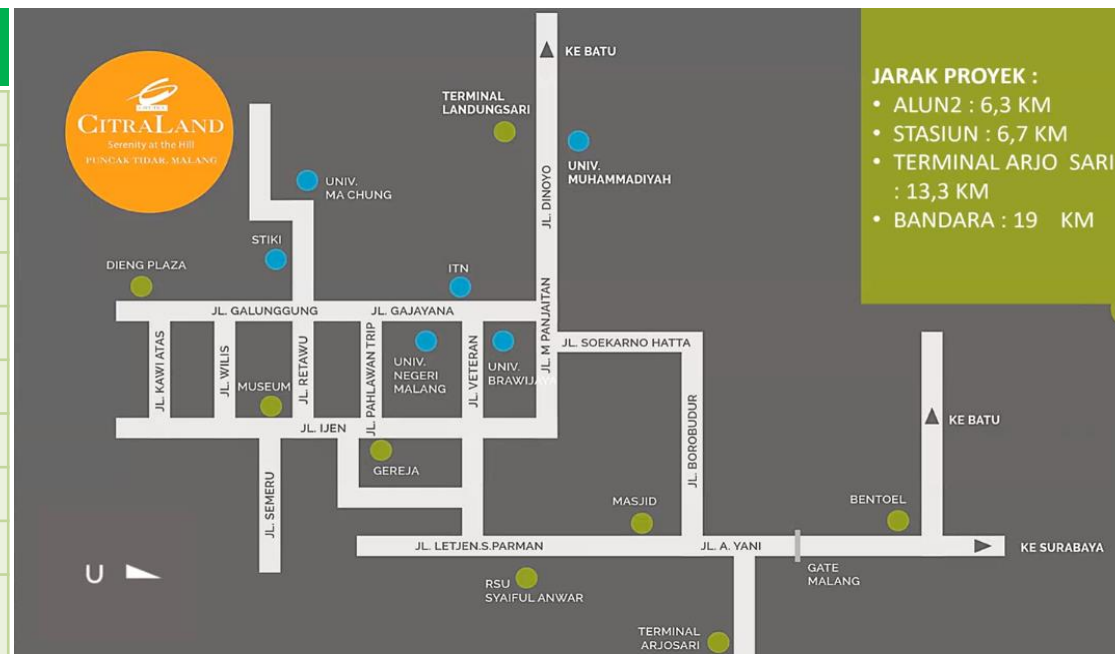 CITRALAND
Serenity at the Hill
PUNCAK TIDAR, MALANG
KE BATU
TERMINAL
LANDUNGSARI
UNIV.
MUHAMMADIYAH
JL. DINOYO
UNIV.
MA CHUNG
STIKI
DIENG PLAZA
ITN
JL. GALUNGGUNG
JL. GAJAYANA
JL. M PANJAITAN
JL. SOEKARNO HATTA
JL. KAWI ATAS
JL. WILIS
MUSEUM
JL. RETAWU
JL. PAHLAWAN TRIP
UNIV.
NEGERI
MALANG
JL. VETERAN
UNIV.
BRAWIJAYA
JL. IJEN
GEREJA
JL. SEMERU
JL. BOROBUDUR
KE BATU
MASJID
BENTOEL
JL. LETJEN.S.PARMAN
JL. A. YANI
GATE
MALANG
KE SURABAYA
RSU
SYAIFUL ANWAR
TERMINAL
ARJOSARI
U
JARAK PROYEK :
• ALUN2 : 6,3 KM
• STASIUN : 6,7 KM
• TERMINAL ARJO SARI
: 13,3 KM
• BANDARA : 19 KM